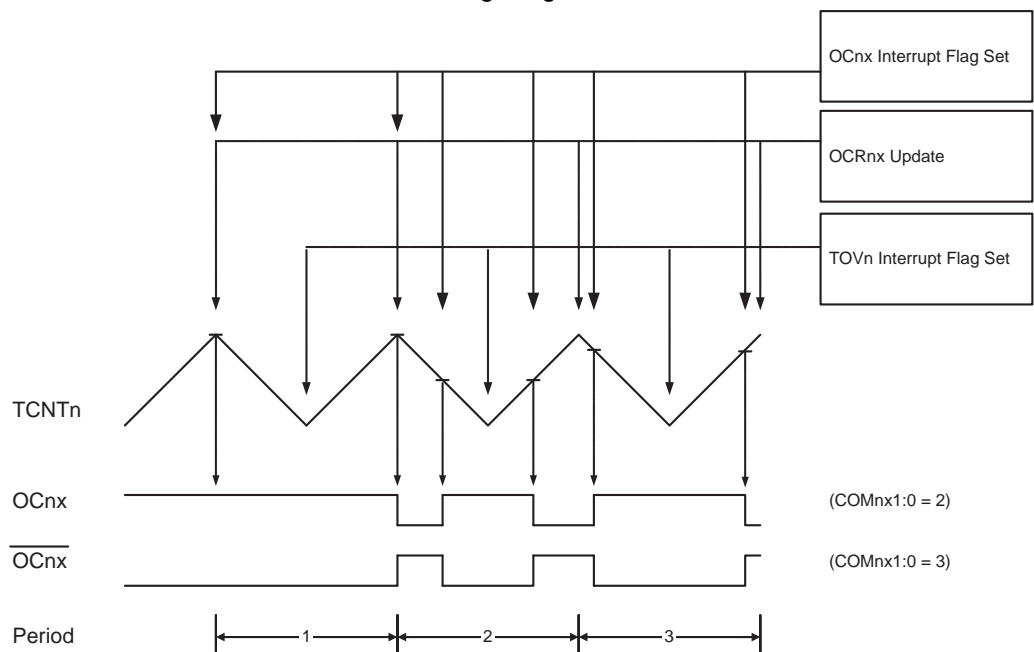 OCnx Interrupt Flag Set
OCRnx Update
TOVn Interrupt Flag Set
TCNTn
OCnx
(COMnx1:0 = 2)
OCnx
(COMnx1:0 = 3)
Period
1
2
3